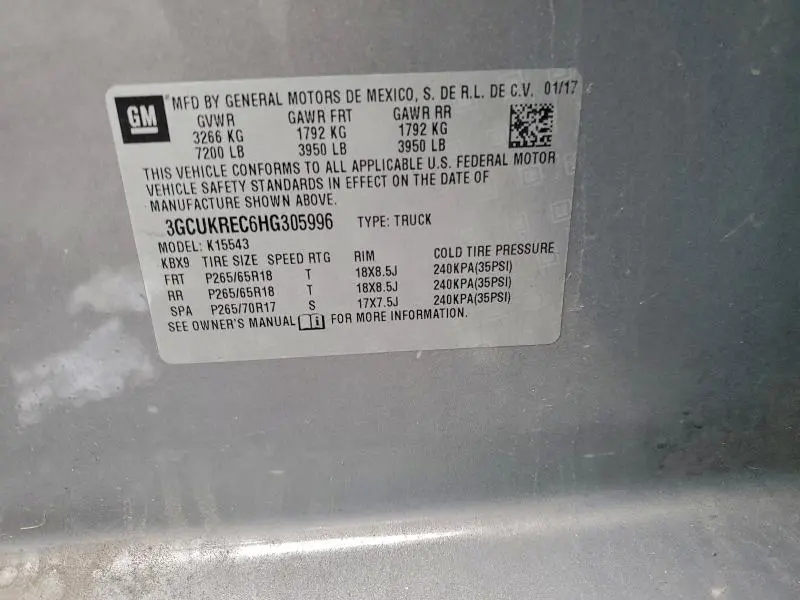 GM MFD BY GENERAL MOTORS DE MEXICO, S. DE R.L. DE C.V. 01/17
GVWR GAWR FRT GAWR RR
3266 KG 1792 KG 1792 KG
7200 LB 3950 LB 3950 LB
THIS VEHICLE CONFORMS TO ALL APPLICABLE U.S. FEDERAL MOTOR
VEHICLE SAFETY STANDARDS IN EFFECT ON THE DATE OF
MANUFACTURE SHOWN ABOVE.
3GCUKREC6HG305996 TYPE: TRUCK
MODEL: K15543
KBX9 TIRE SIZE SPEED RTG RIM COLD TIRE PRESSURE
FRT P265/65R18 T 18X8.5J 240KPA(35PSI)
RR P265/65R18 T 18X8.5J 240KPA(35PSI)
SPA P265/70R17 S 17X7.5J 240KPA(35PSI)
SEE OWNER'S MANUAL FOR MORE INFORMATION.